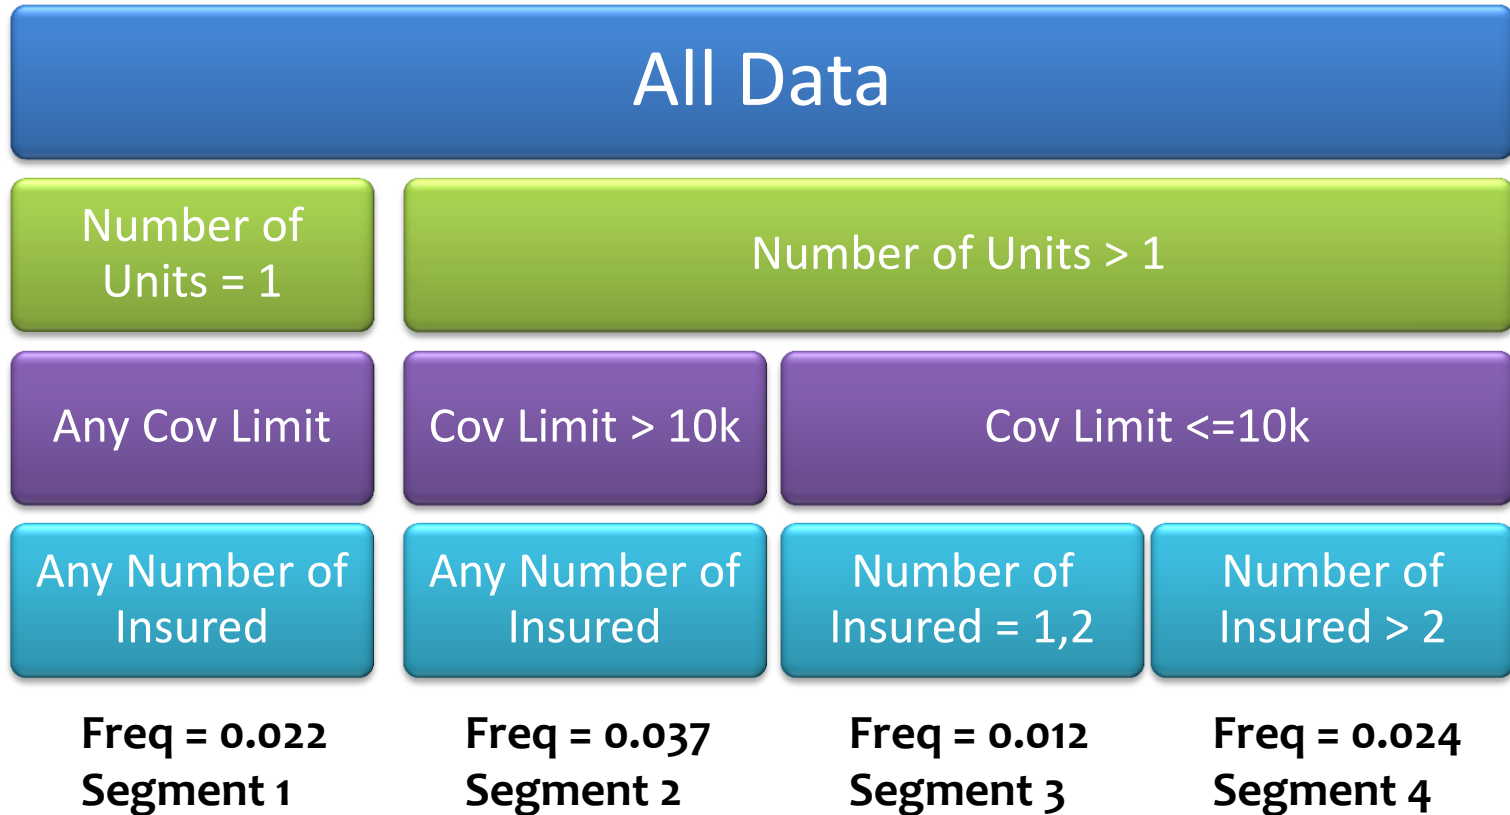 All Data
Number of
Units = 1
Number of Units > 1
Any Cov Limit
Cov Limit > 10k
Cov Limit <=10k
Any Number of
Insured
Any Number of
Insured
Number of
Insured = 1,2
Number of
Insured > 2
Freq = 0.022
Segment 1
Freq = 0.037
Segment 2
Freq = 0.012
Segment 3
Freq = 0.024
Segment 4